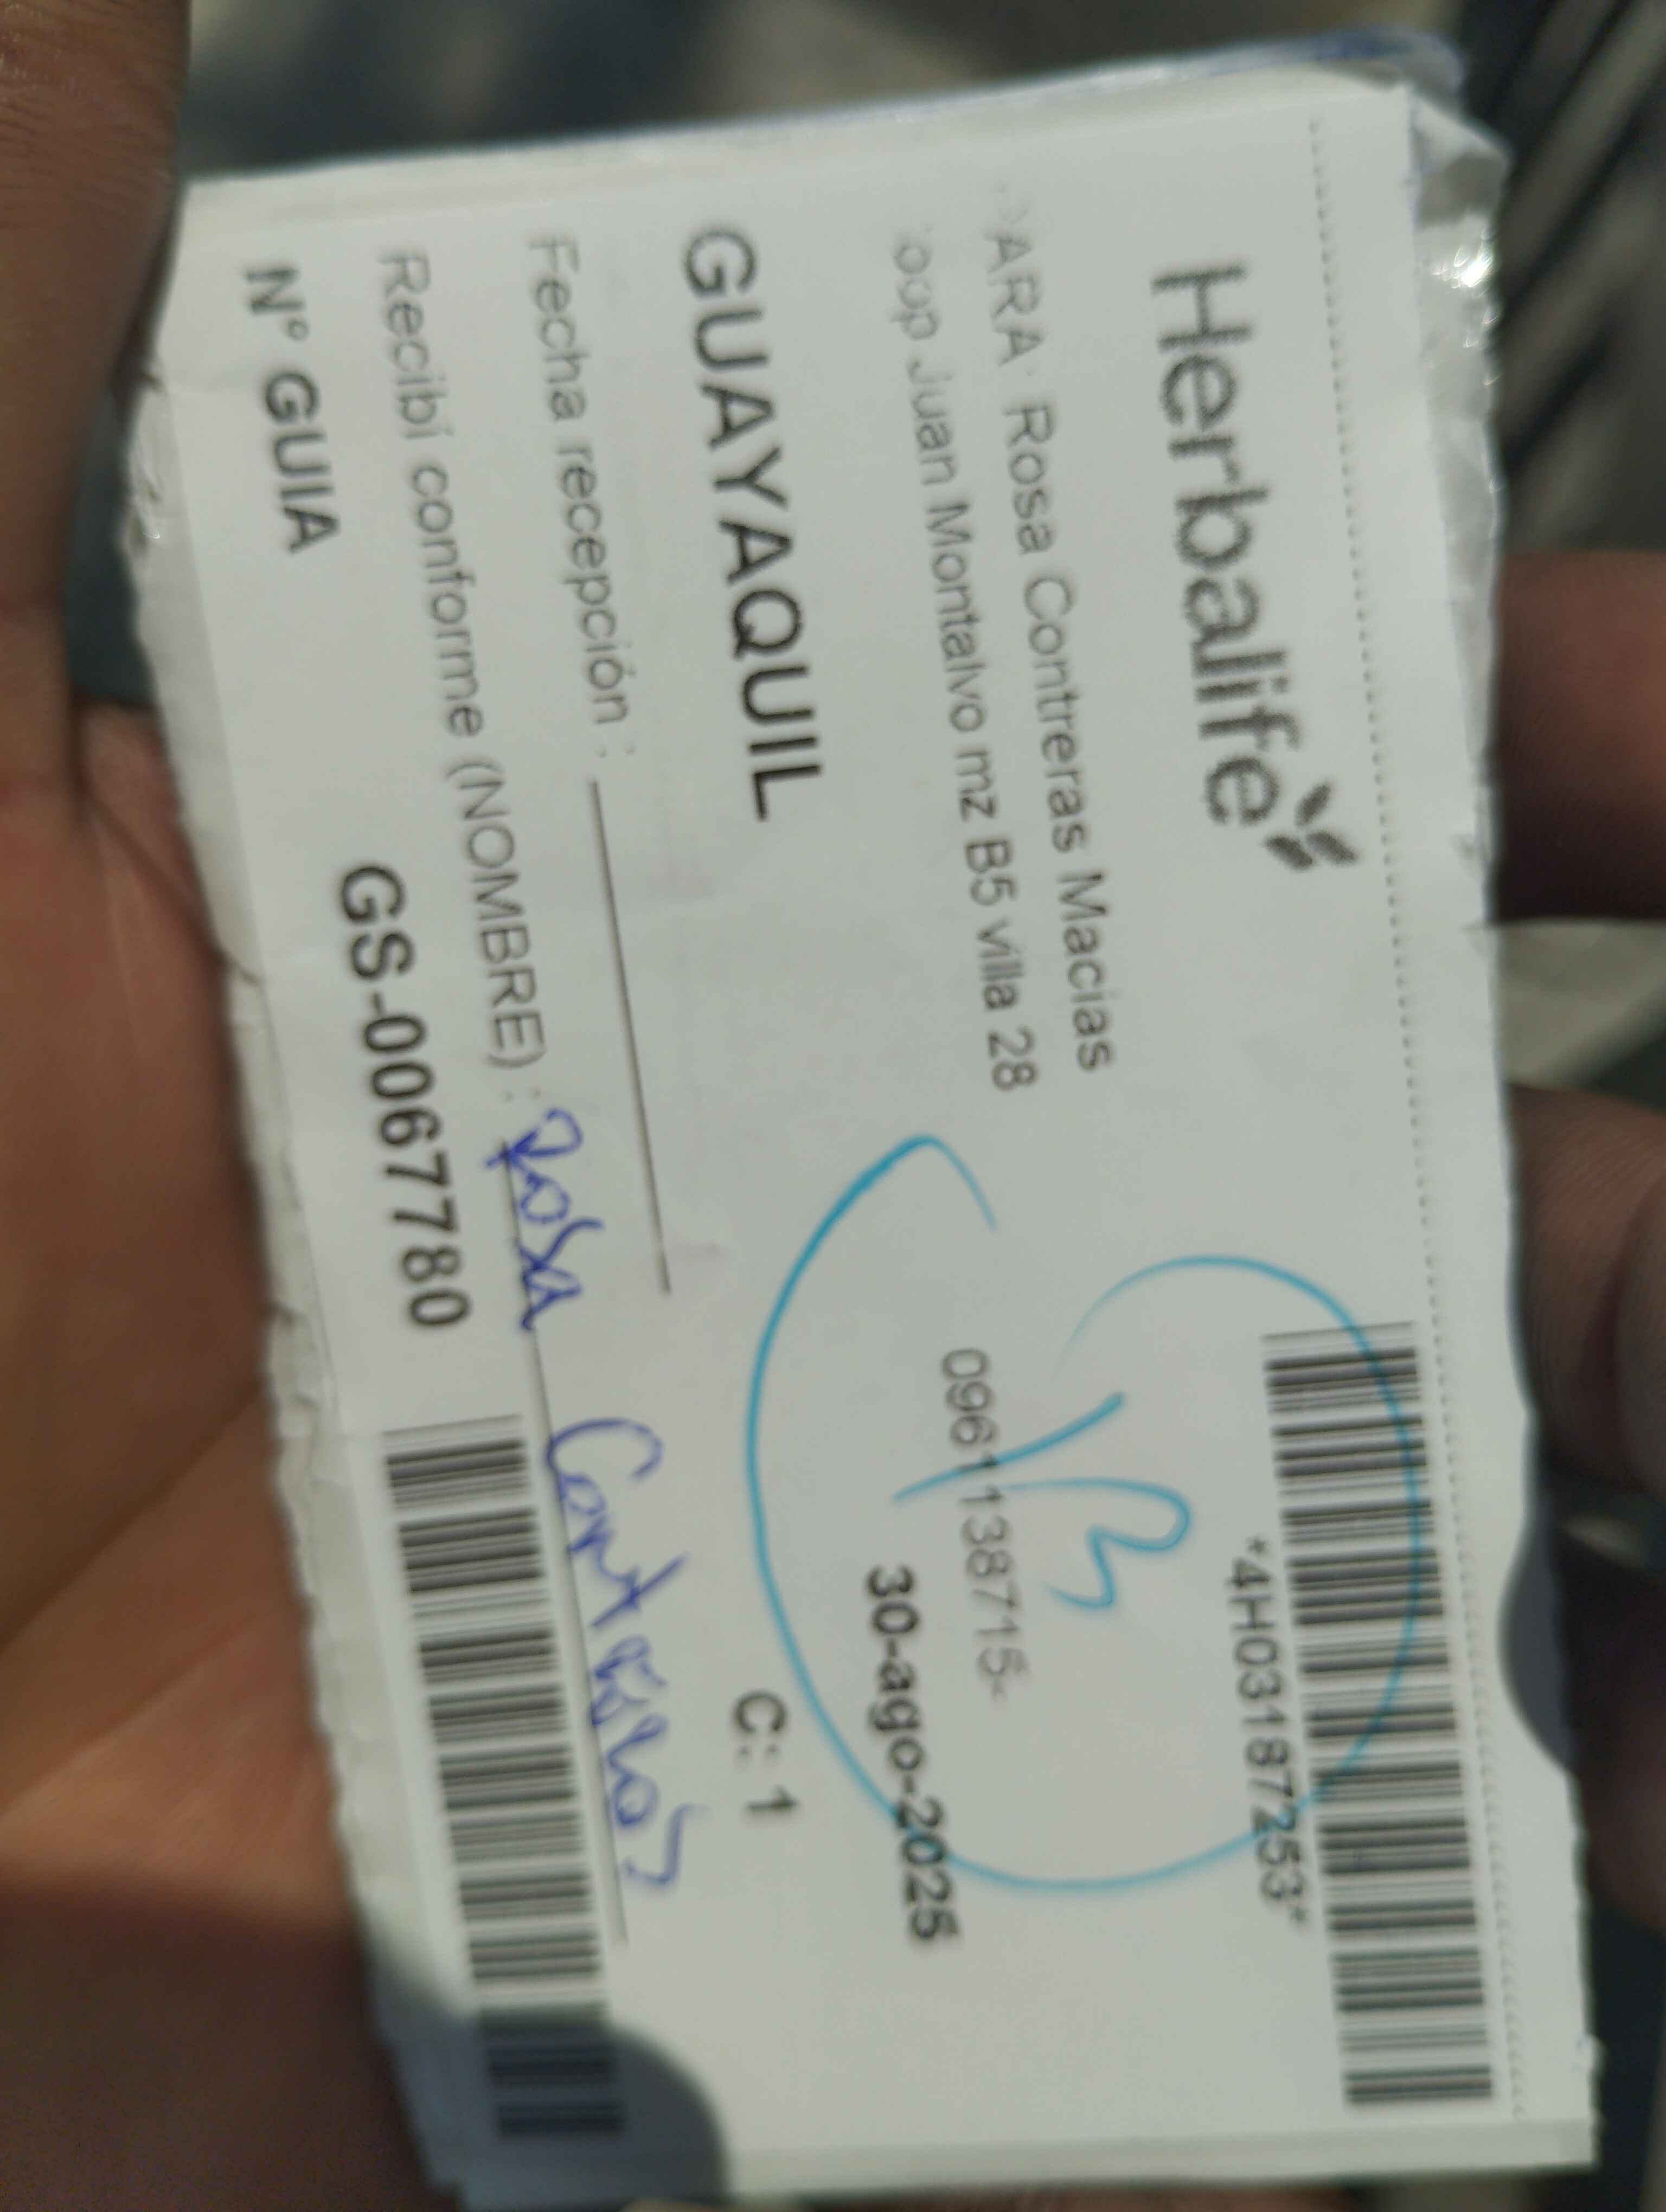 Herbalife
*4H03187253*
ARA: Rosa Contreras Macias
oop Juan Montalvo mz B5 villa 28
0961138715-
30-ago-2025
GUAYAQUIL
C: 1
Fecha recepción :
Recibí conforme (NOMBRE) : Rosa Contreras
N° GUIA GS-0067780